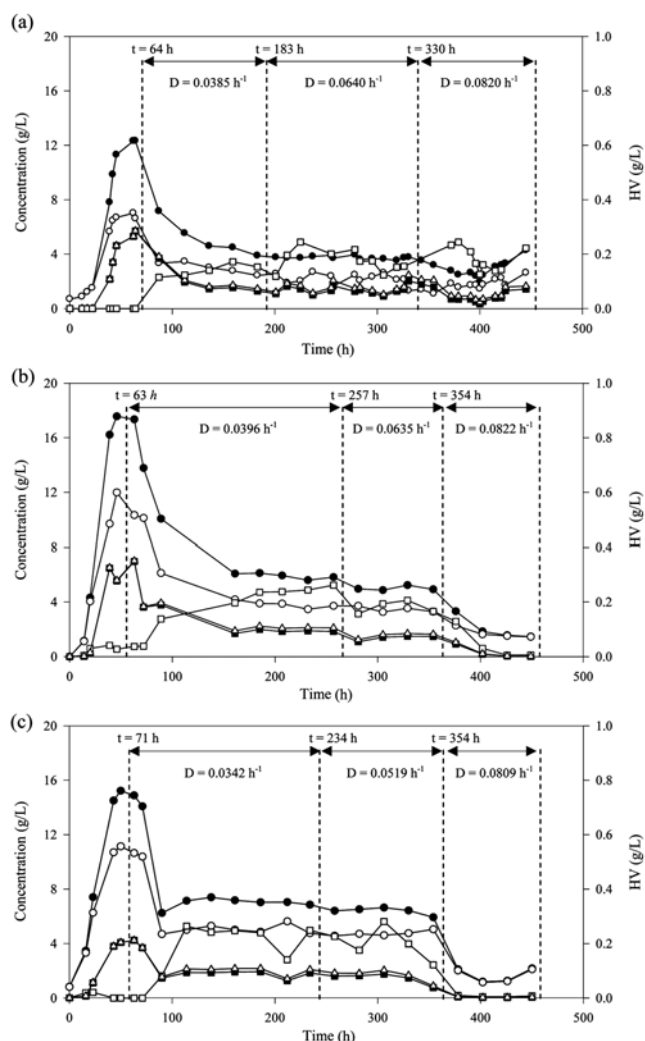 (a)
t = 64 h t = 183 h t = 330 h
D = 0.0385 h⁻¹ D = 0.0640 h⁻¹ D = 0.0820 h⁻¹
Concentration (g/L)
20
16
12
8
4
0
HV (g/L)
1.0
0.8
0.6
0.4
0.2
0.0
0 100 200 300 400 500
Time (h)
(b)
t = 63 h t = 257 h t = 354 h
D = 0.0396 h⁻¹ D = 0.0635 h⁻¹ D = 0.0822 h⁻¹
Concentration (g/L)
20
16
12
8
4
0
HV (g/L)
1.0
0.8
0.6
0.4
0.2
0.0
0 100 200 300 400 500
Time (h)
(c)
t = 71 h t = 234 h t = 354 h
D = 0.0342 h⁻¹ D = 0.0519 h⁻¹ D = 0.0809 h⁻¹
Concentration (g/L)
20
16
12
8
4
0
HV (g/L)
1.0
0.8
0.6
0.4
0.2
0.0
0 100 200 300 400 500
Time (h)